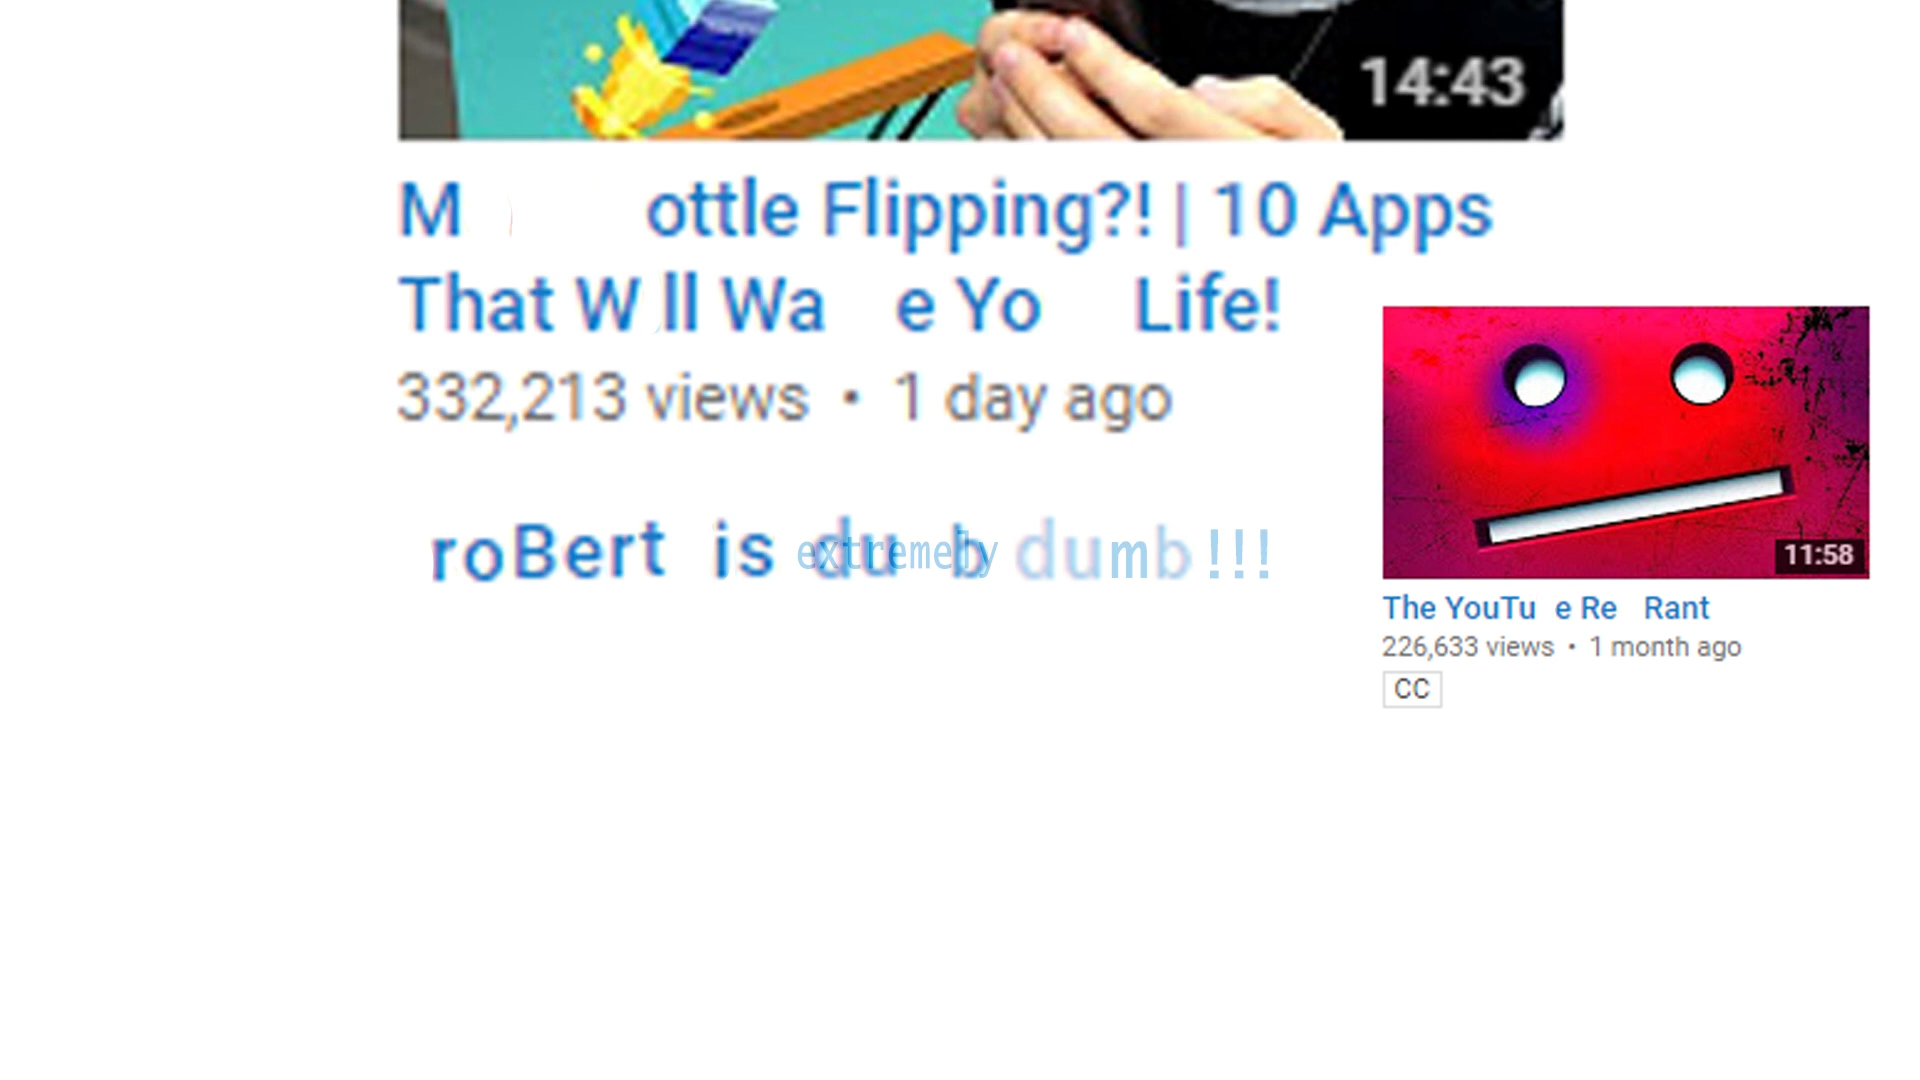 14:43
M ottle Flipping?! | 10 Apps
That W ll Wa e Yo Life!
332,213 views • 1 day ago
roBert is du b extremely dumb!!!
11:58
The YouTu e Re Rant
226,633 views • 1 month ago
CC